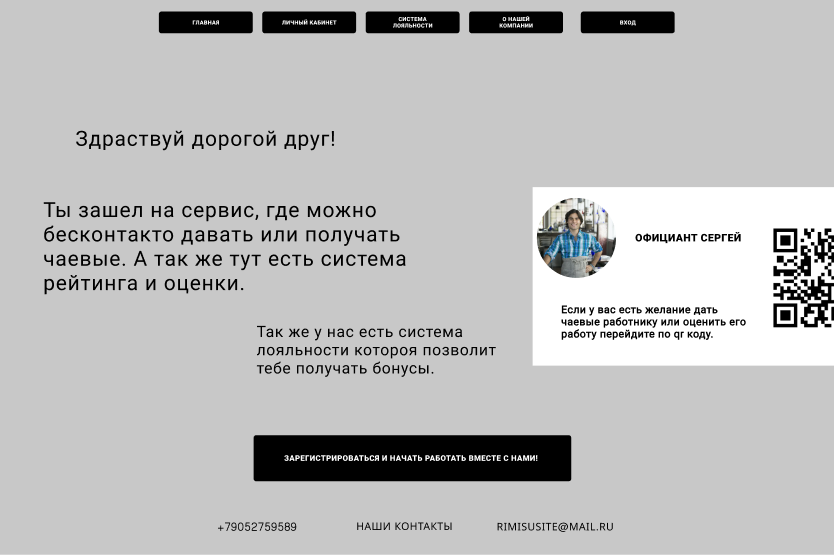 ГЛАВНАЯ
ЛИЧНЫЙ КАБИНЕТ
СИСТЕМА
ЛОЯЛЬНОСТИ
О НАШЕЙ
КОМПАНИИ
ВХОД
Здраствуй дорогой друг!
Ты зашел на сервис, где можно
бесконтакто давать или получать
чаевые. А так же тут есть система
рейтинга и оценки.
ОФИЦИАНТ СЕРГЕЙ
Если у вас есть желание дать
чаевые работнику или оценить его
работу перейдите по qr коду.
Так же у нас есть система
лояльности котороя позволит
тебе получать бонусы.
ЗАРЕГИСТРИРОВАТЬСЯ И НАЧАТЬ РАБОТАТЬ ВМЕСТЕ С НАМИ!
+79052759589
НАШИ КОНТАКТЫ
RIMISUSITE@MAIL.RU